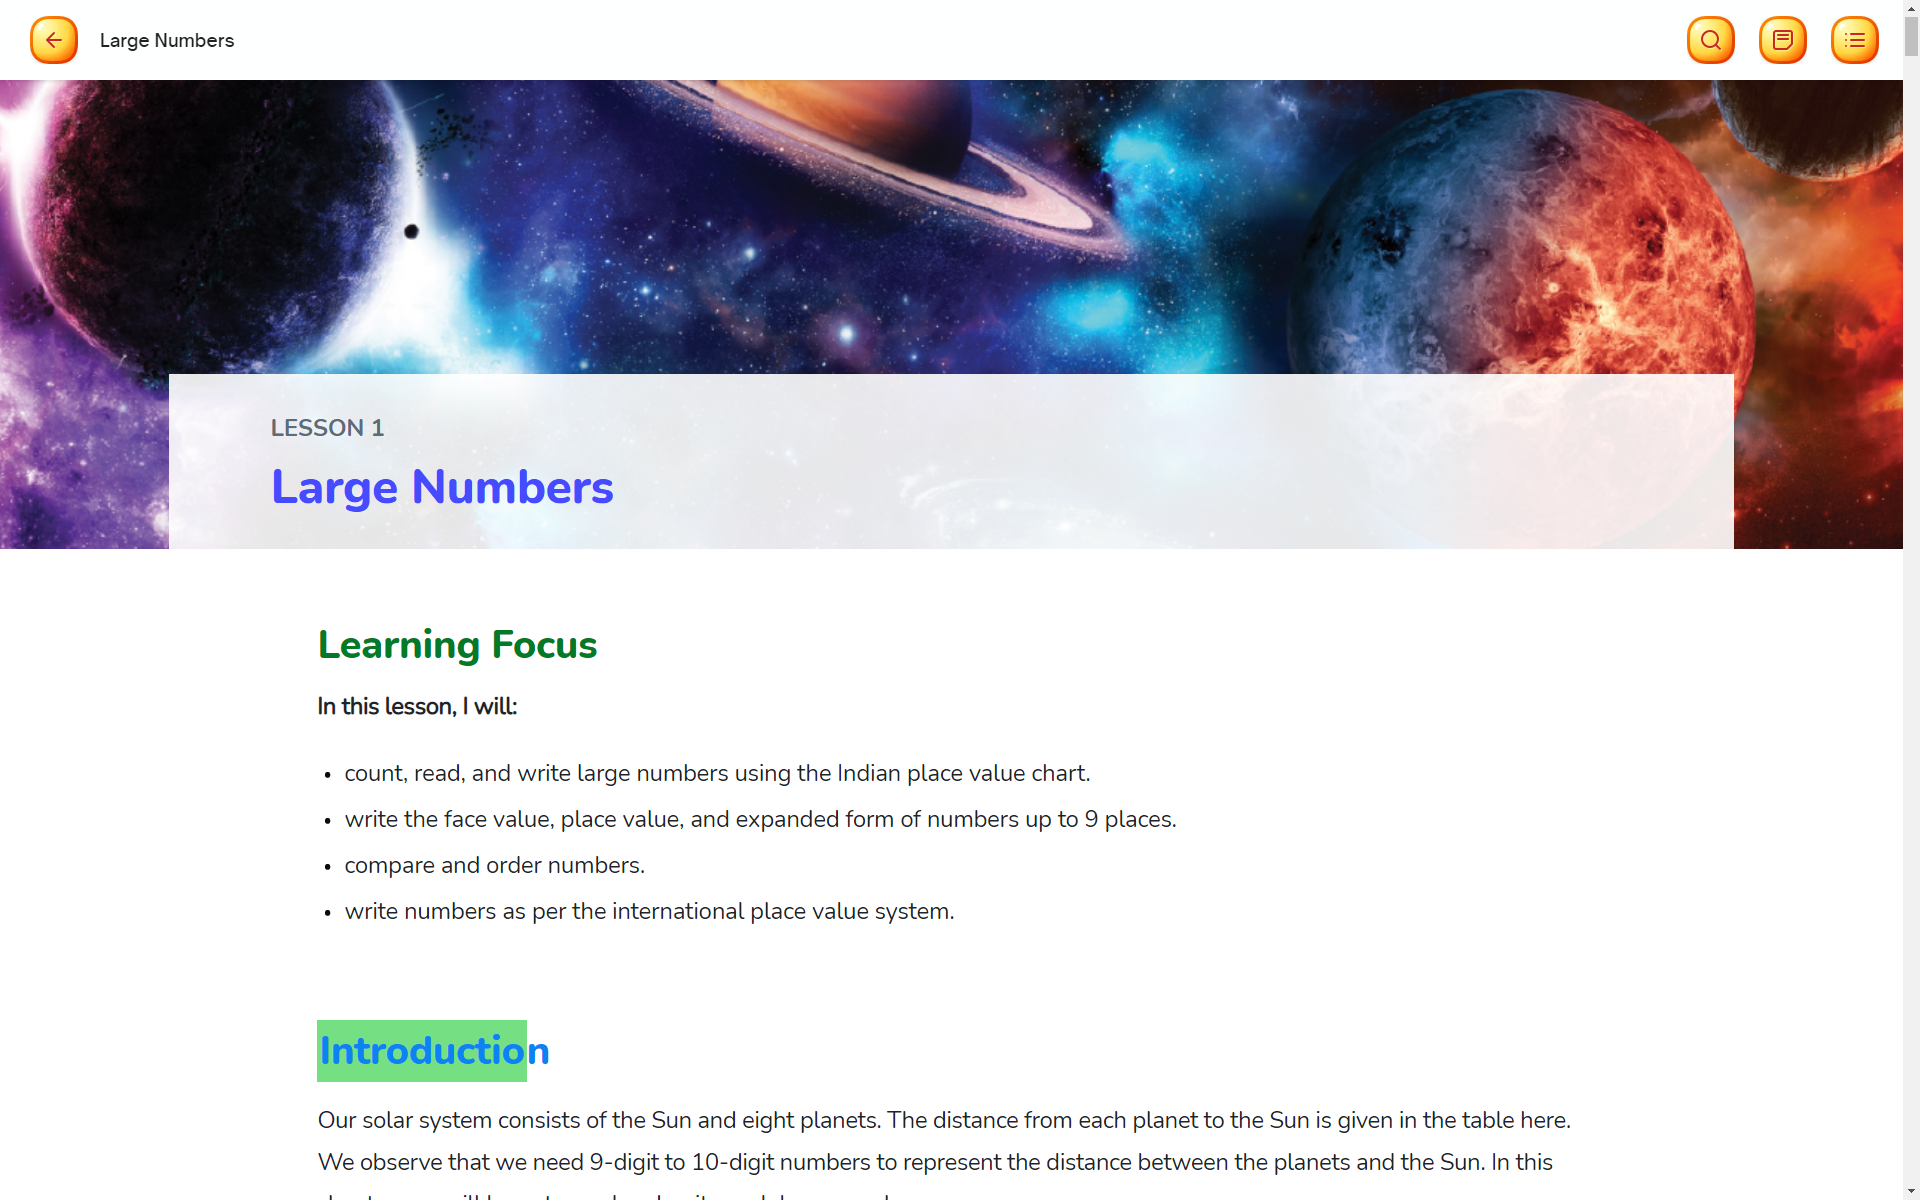 Large Numbers
LESSON 1
Large Numbers
Learning Focus
In this lesson, I will:
• count, read, and write large numbers using the Indian place value chart.
• write the face value, place value, and expanded form of numbers up to 9 places.
• compare and order numbers.
• write numbers as per the international place value system.
Introduction
Our solar system consists of the Sun and eight planets. The distance from each planet to the Sun is given in the table here.
We observe that we need 9-digit to 10-digit numbers to represent the distance between the planets and the Sun. In this